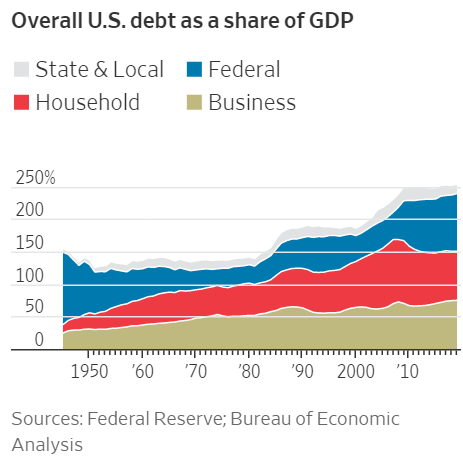 Overall U.S. debt as a share of GDP
State & Local Federal
Household Business
250%
200
150
100
50
0
1950 ’60 ’70 ’80 ’90 2000 ’10
Sources: Federal Reserve; Bureau of Economic
Analysis